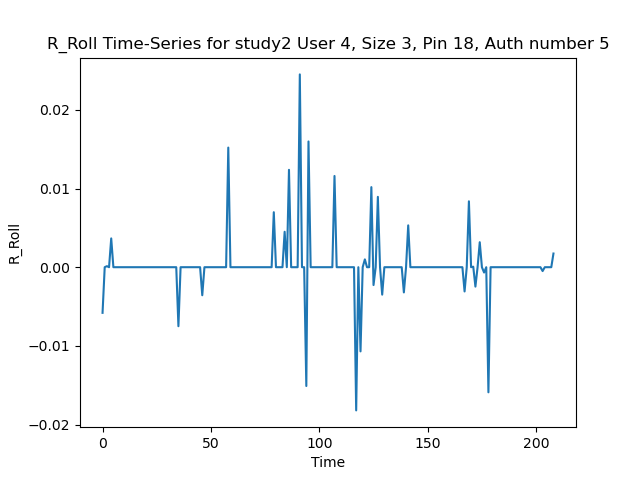 R_Roll Time-Series for study2 User 4, Size 3, Pin 18, Auth number 5
0.02
0.01
0.00
−0.01
−0.02
R_Roll
0 50 100 150 200
Time